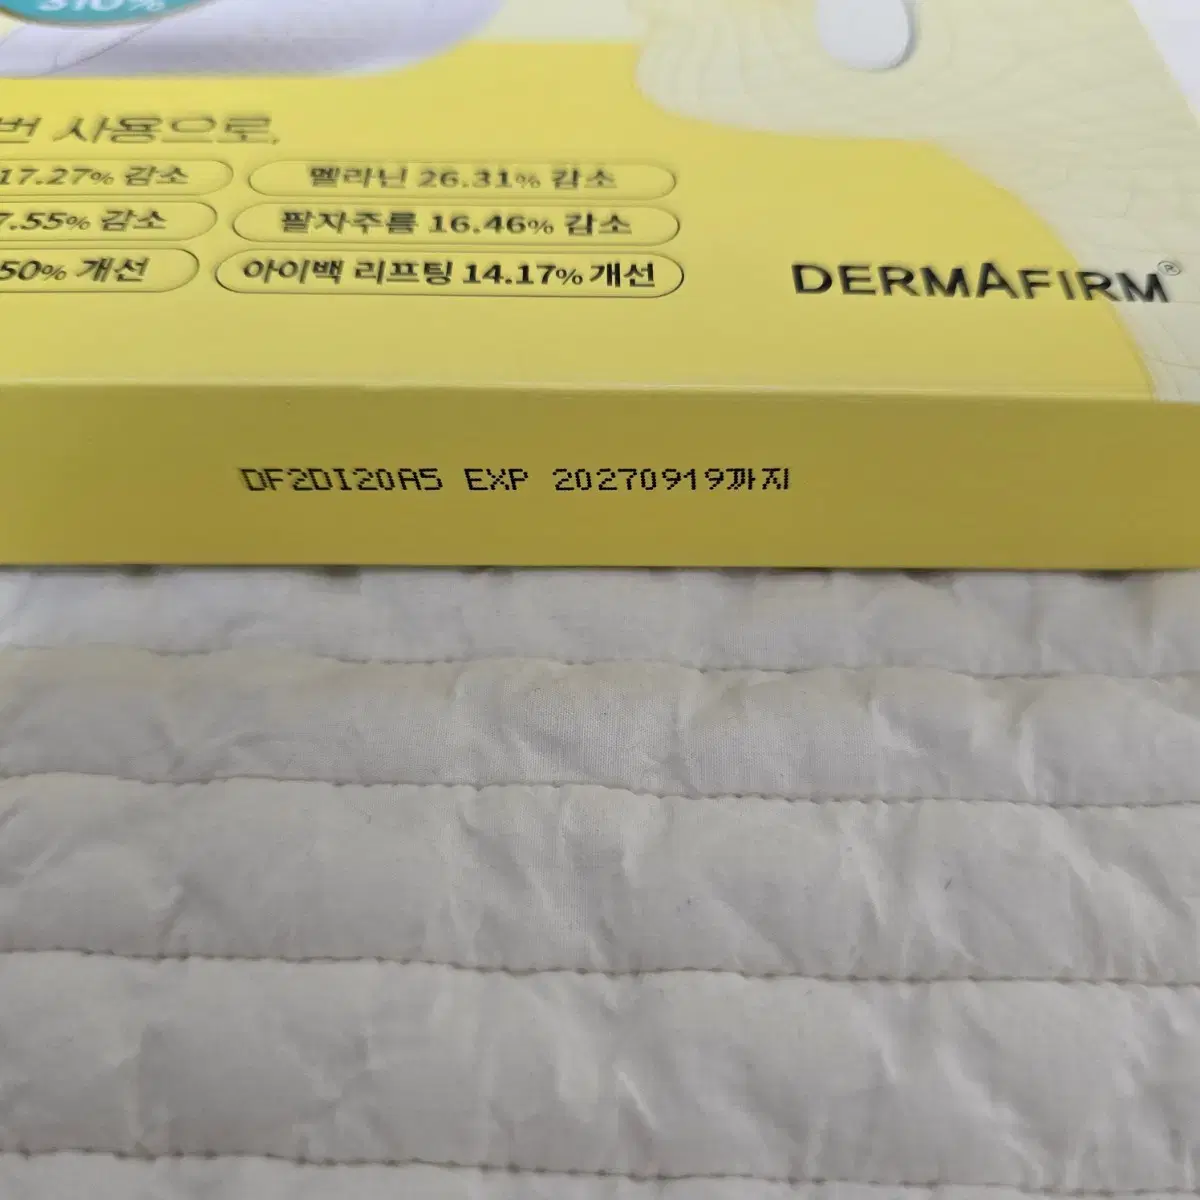 310%
번 사용으로,
17.27% 감소 멜라닌 26.31% 감소
7.55% 감소 팔자주름 16.46% 감소
50% 개선 아이백 리프팅 14.17% 개선
DERMAFIRM®
DF2DI20A5 EXP 20270919까지